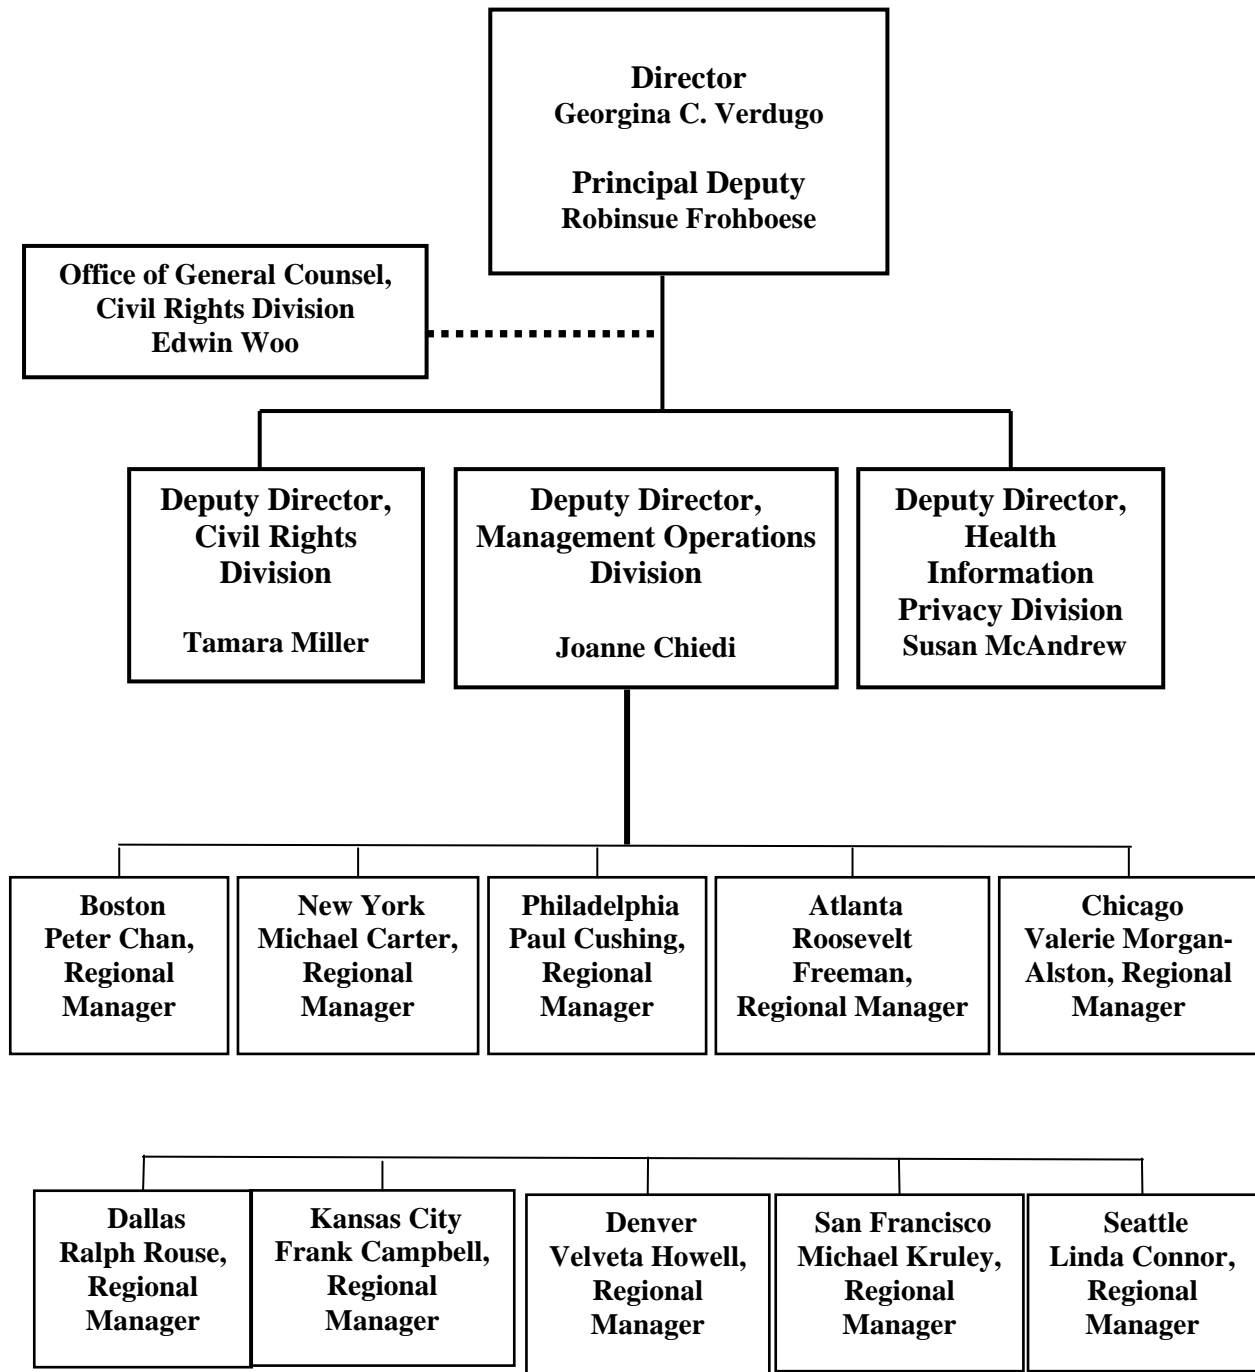 Director
Georgina C. Verdugo
Principal Deputy
Robinsue Frohboese
Office of General Counsel,
Civil Rights Division
Edwin Woo
Deputy Director,
Civil Rights
Division
Tamara Miller
Deputy Director,
Management Operations
Division
Joanne Chiedi
Deputy Director,
Health
Information
Privacy Division
Susan McAndrew
Boston
Peter Chan,
Regional
Manager
New York
Michael Carter,
Regional
Manager
Philadelphia
Paul Cushing,
Regional
Manager
Atlanta
Roosevelt
Freeman,
Regional Manager
Chicago
Valerie Morgan-
Alston, Regional
Manager
Dallas
Ralph Rouse,
Regional
Manager
Kansas City
Frank Campbell,
Regional
Manager
Denver
Velveta Howell,
Regional
Manager
San Francisco
Michael Kruley,
Regional
Manager
Seattle
Linda Connor,
Regional
Manager